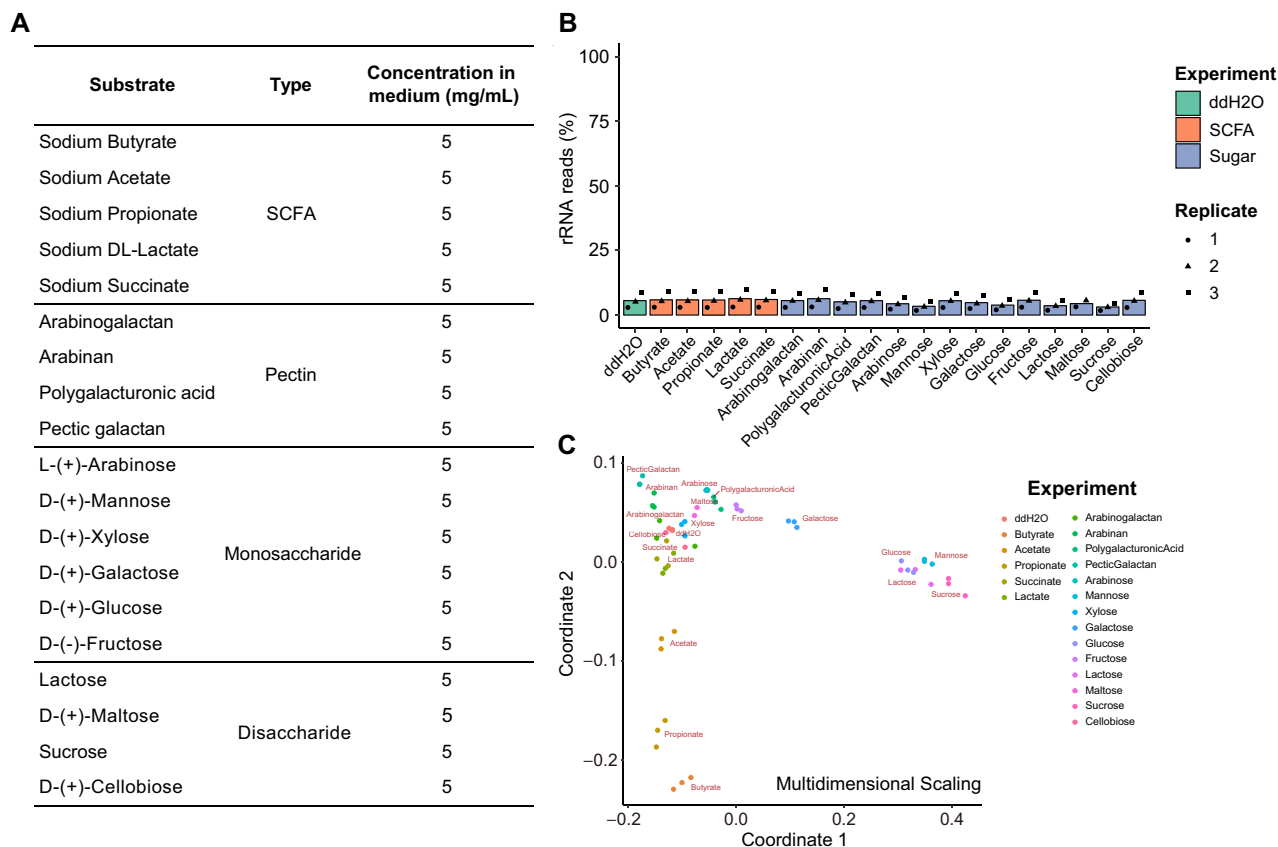 A
Substrate Type Concentration in
medium (mg/mL)
Sodium Butyrate 5
Sodium Acetate 5
Sodium Propionate SCFA 5
Sodium DL-Lactate 5
Sodium Succinate 5
Arabinogalactan 5
Arabinan 5
Pectin
Polygalacturonic acid 5
Pectic galactan 5
L-(+)-Arabinose 5
D-(+)-Mannose 5
D-(+)-Xylose 5
Monosaccharide
D-(+)-Galactose 5
D-(+)-Glucose 5
D-(-)-Fructose 5
Lactose 5
D-(+)-Maltose 5
Disaccharide
Sucrose 5
D-(+)-Cellobiose 5
B
rRNA reads (%)
100
75
50
25
0
ddH2O
Butyrate
Acetate
Propionate
Lactate
Succinate
Arabinogalactan
Arabinan
PolygalacturonicAcid
PecticGalactan
Arabinose
Mannose
Xylose
Galactose
Glucose
Fructose
Lactose
Maltose
Sucrose
Cellobiose
Experiment
ddH2O
SCFA
Sugar
Replicate
1
2
3
C
Coordinate 2
0.1
0.0
−0.1
−0.2
PecticGalactan
Arabinan
Arabinose
PolygalacturonicAcid
Maltose
Arabinogalactan
Xylose
Fructose
Galactose
Cellobiose
ddH2O
Succinate
Lactate
Glucose
Mannose
Lactose
Sucrose
Acetate
Propionate
Butyrate
Multidimensional Scaling
−0.2 0.0 0.2 0.4
Coordinate 1
Experiment
ddH2O
Butyrate
Acetate
Propionate
Succinate
Lactate
Arabinogalactan
Arabinan
PolygalacturonicAcid
PecticGalactan
Arabinose
Mannose
Xylose
Galactose
Glucose
Fructose
Lactose
Maltose
Sucrose
Cellobiose